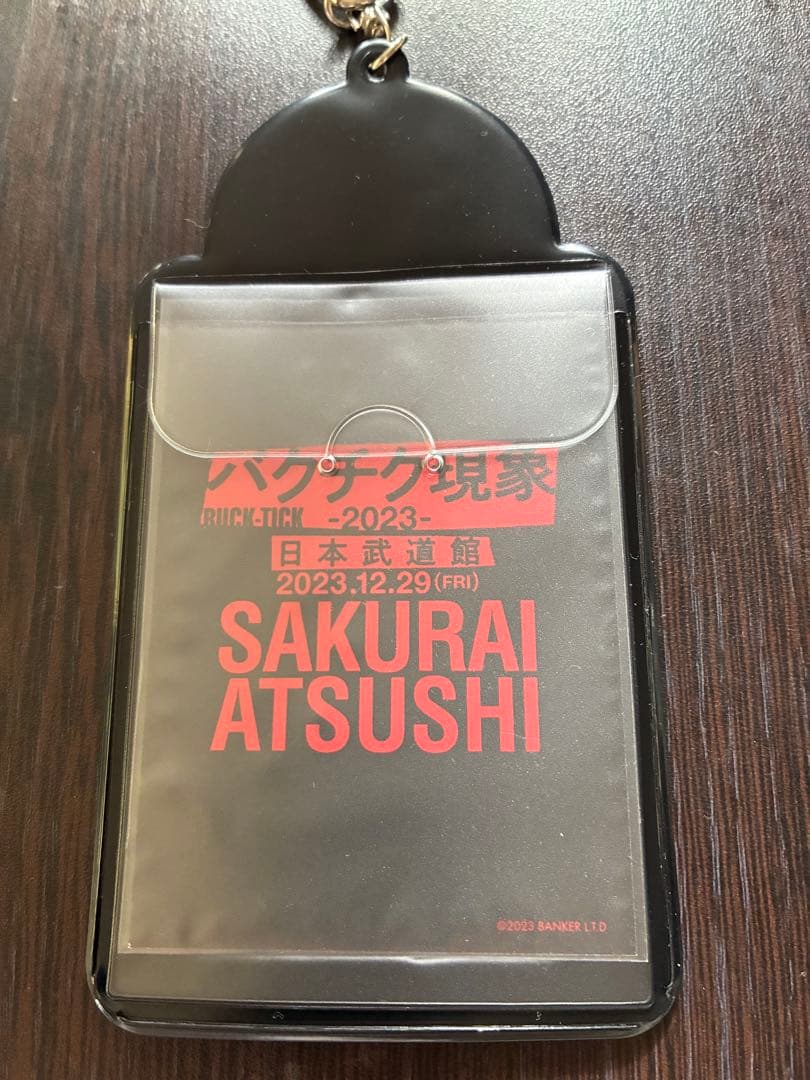 バクチク現象
BUCK-TICK -2023-
日本武道館
2023.12.29(FRI)
SAKURAI
ATSUSHI
©2023 BANKER LTD